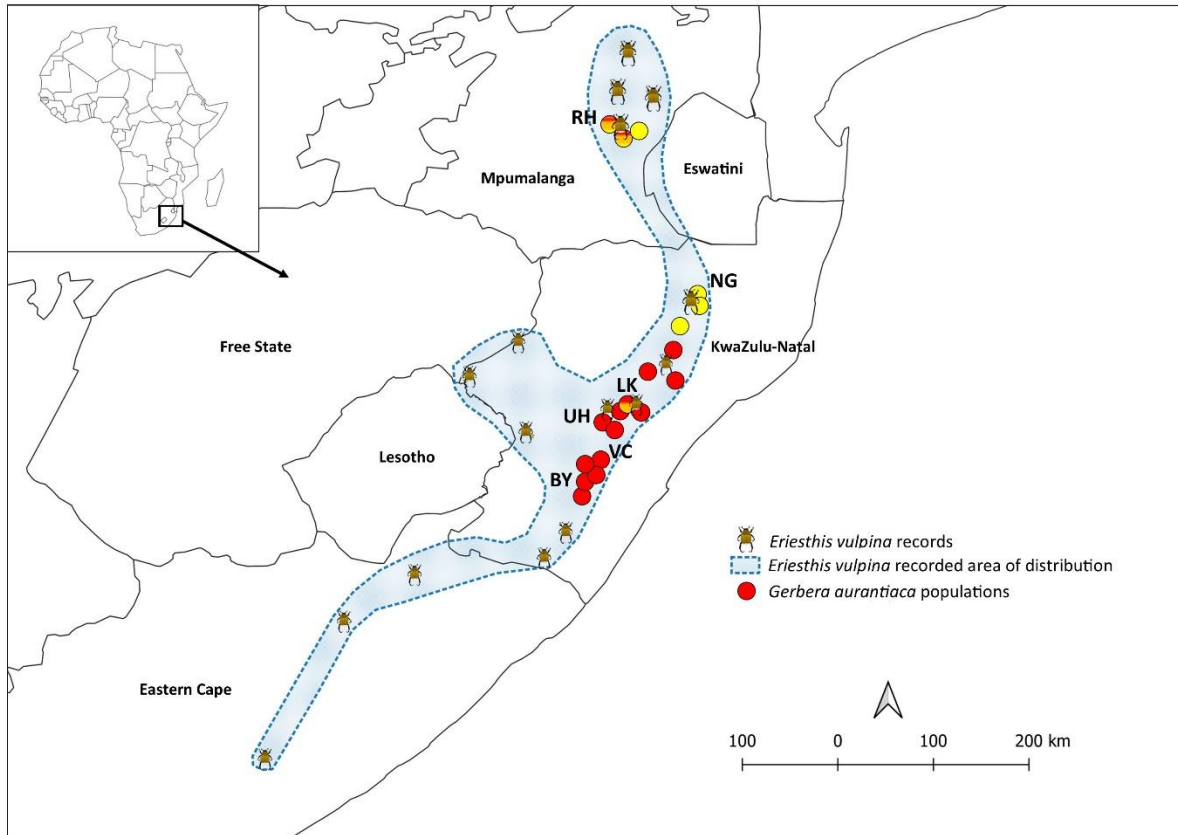 RH
Mpumalanga
Eswatini
NG
Free State
KwaZulu-Natal
LK
UH
Lesotho
VC
BY
Eriesthis vulpina records
Eriesthis vulpina recorded area of distribution
Gerbera aurantiaca populations
Eastern Cape
100 0 100 200 km